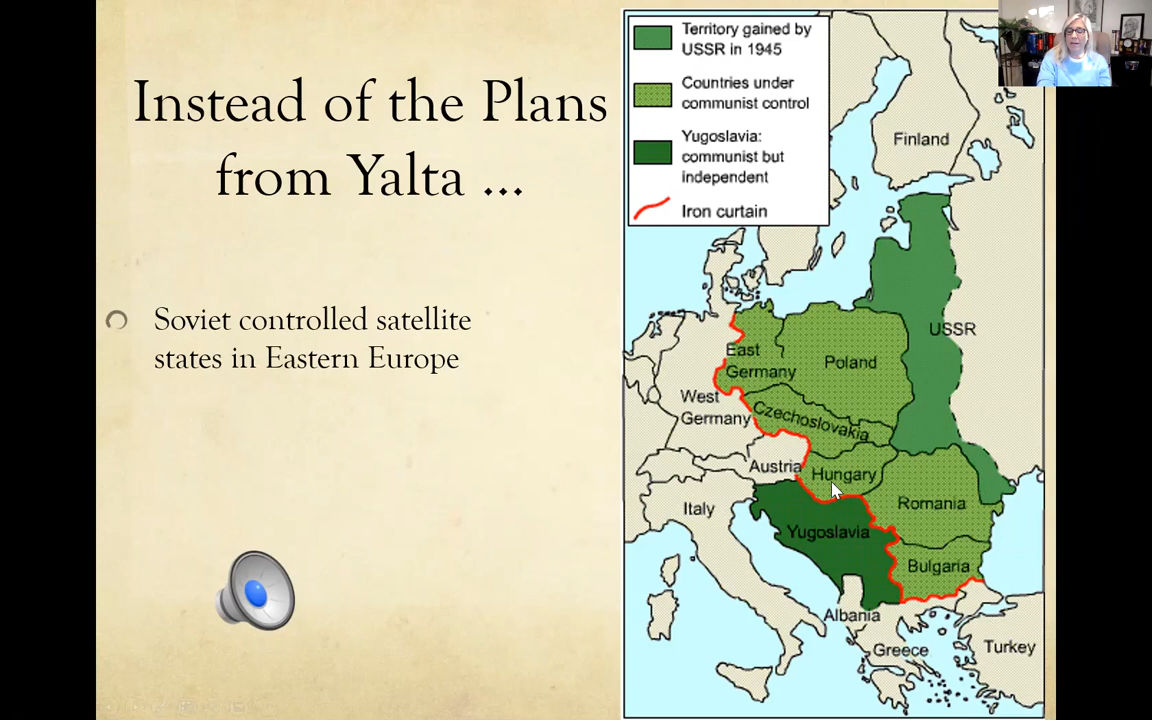 Instead of the Plans
from Yalta ...
Soviet controlled satellite
states in Eastern Europe
Territory gained by
USSR in 1945
Countries under
communist control
Yugoslavia:
communist but
independent
Iron curtain
Finland
USSR
East
Germany
Poland
West
Germany
Czechoslovakia
Austria
Hungary
Romania
Italy
Yugoslavia
Bulgaria
Albania
Greece
Turkey